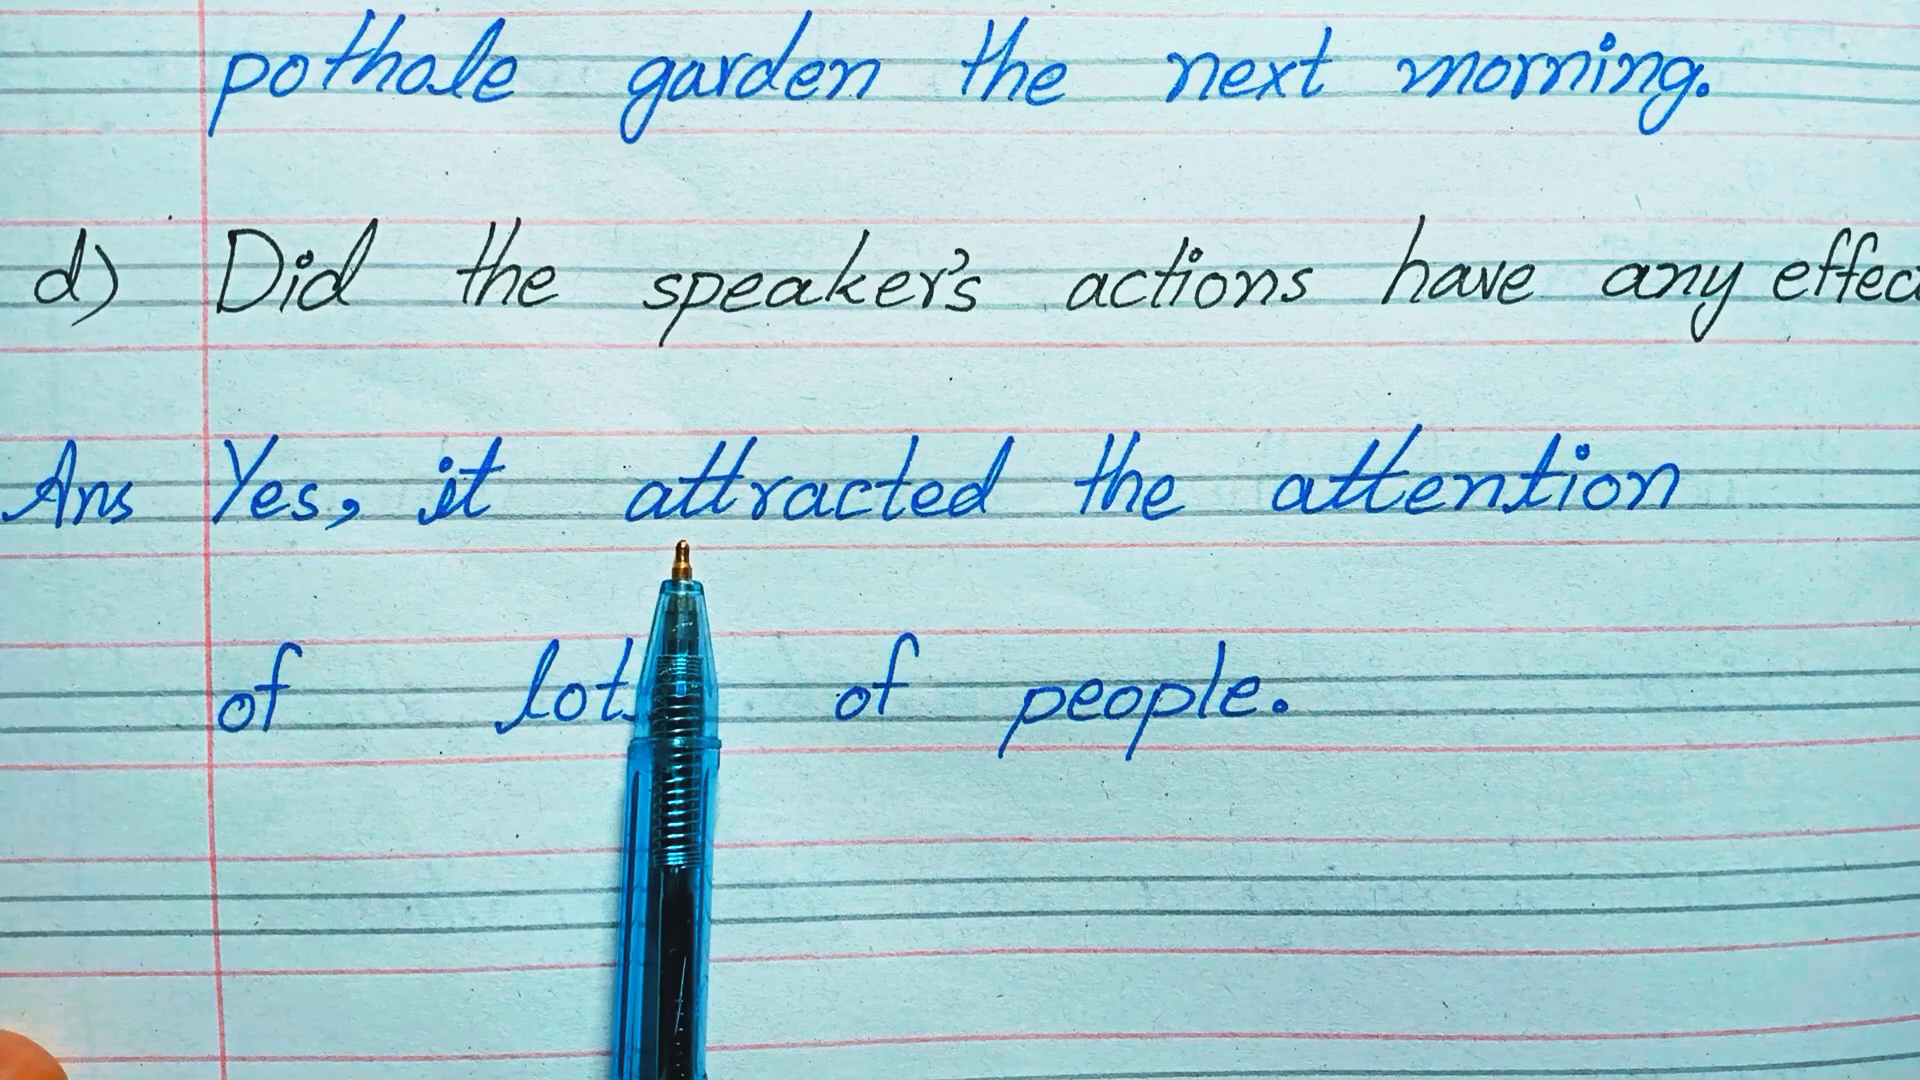 pothole garden the next morning.
d) Did the speaker's actions have any effec
Ans Yes, it attracted the attention
of lots of people.